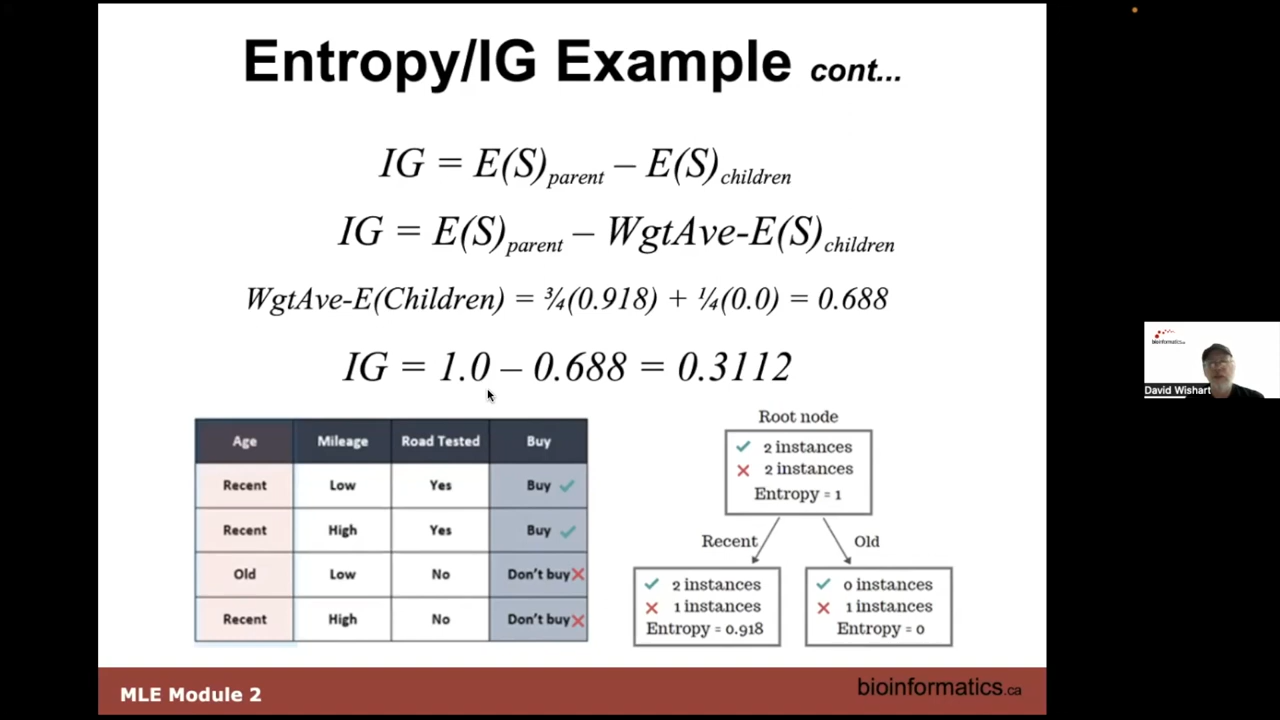 Entropy/IG Example cont...
IG = E(S)parent – E(S)children
IG = E(S)parent – WgtAve-E(S)children
WgtAve-E(Children) = ¾(0.918) + ¼(0.0) = 0.688
IG = 1.0 – 0.688 = 0.3112
Age Mileage Road Tested Buy
Recent Low Yes Buy ✓
Recent High Yes Buy ✓
Old Low No Don't buy ✗
Recent High No Don't buy ✗
Root node
✓ 2 instances
✗ 2 instances
Entropy = 1
Recent Old
✓ 2 instances
✗ 1 instances
Entropy = 0.918
✓ 0 instances
✗ 1 instances
Entropy = 0
MLE Module 2
bioinformatics.ca
bioinformatics.ca
David Wishart